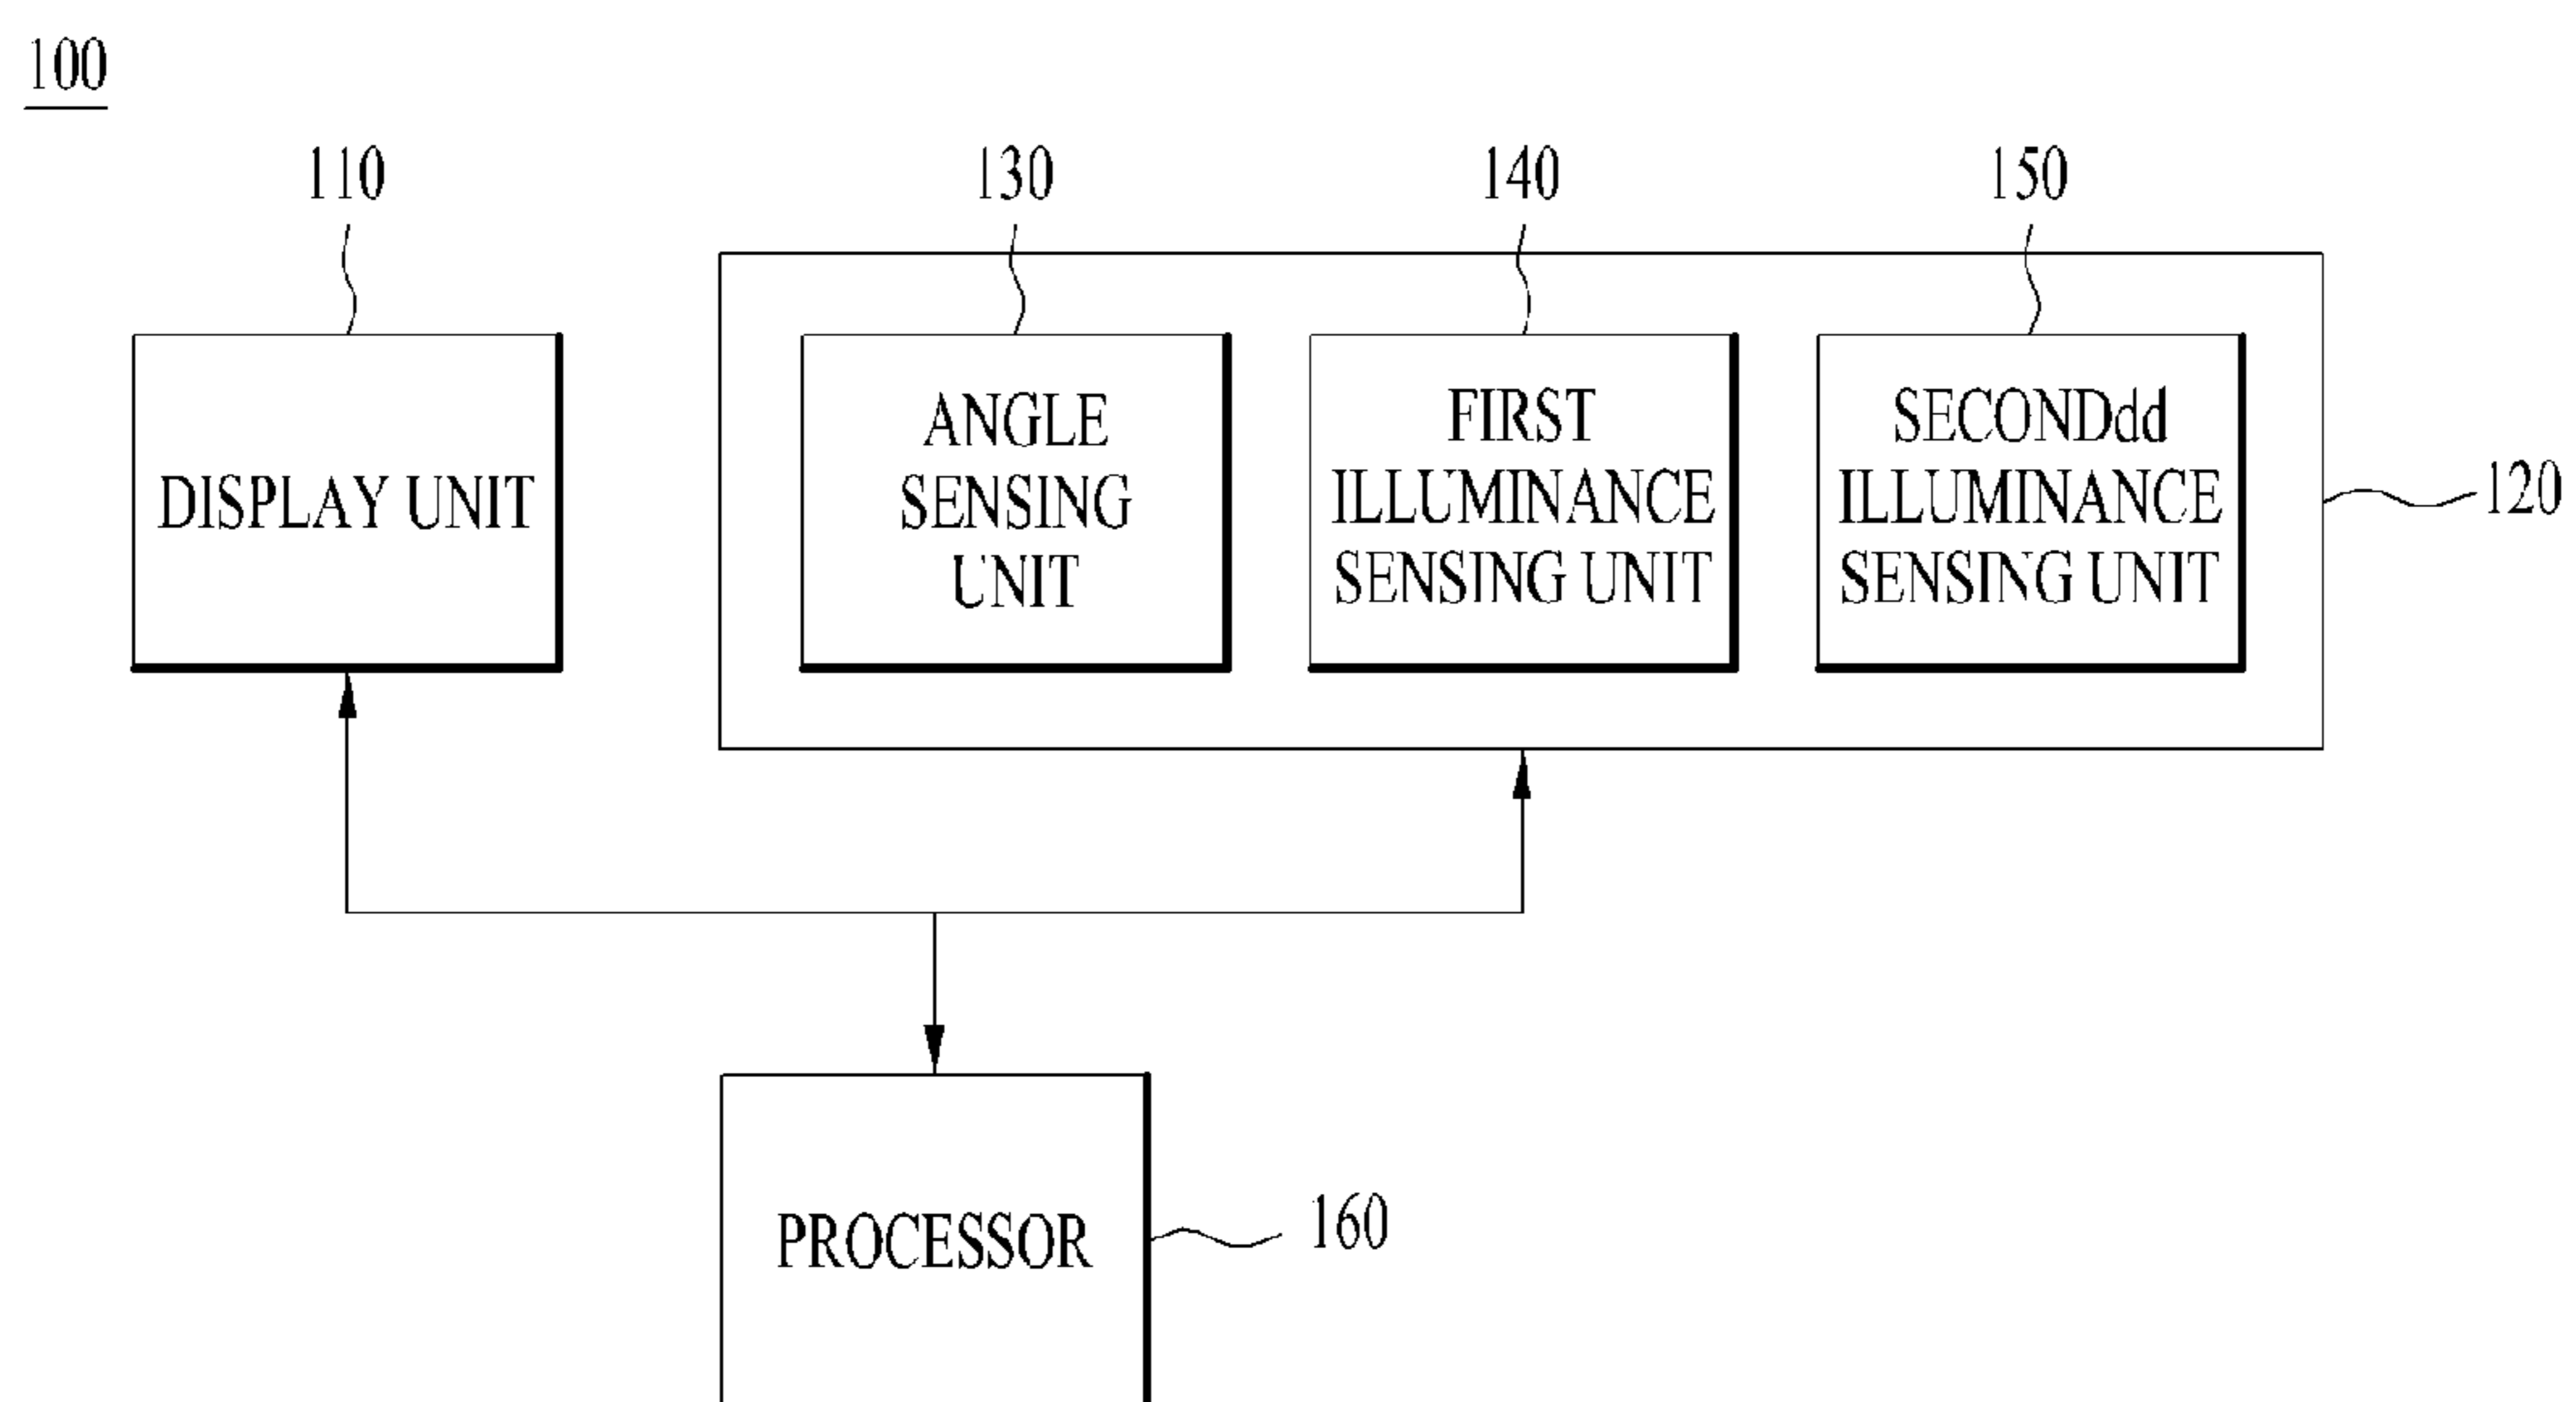 100
110
130
140
150
DISPLAY UNIT
ANGLE
SENSING
UNIT
FIRST
ILLUMINANCE
SENSING UNIT
SECONDdd
ILLUMINANCE
SENSING UNIT
120
PROCESSOR
160